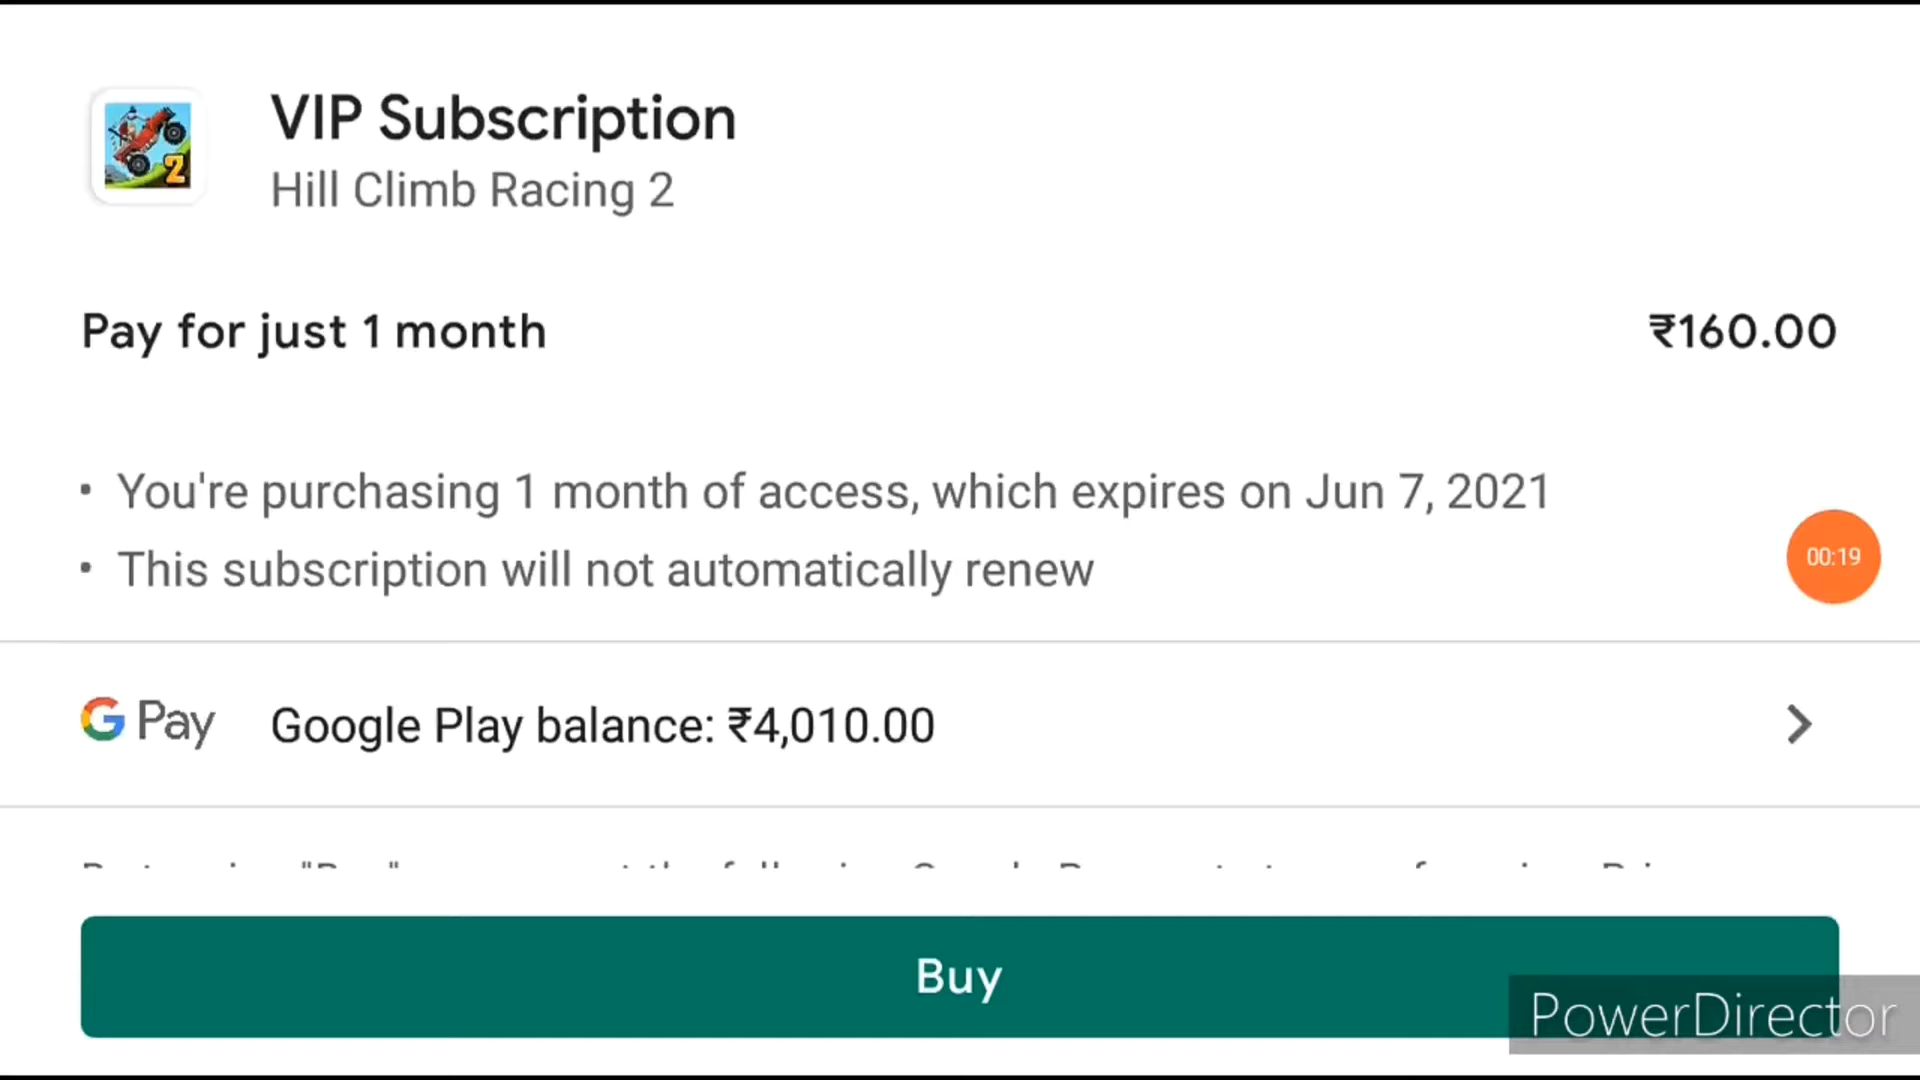 VIP Subscription
Hill Climb Racing 2
Pay for just 1 month ₹160.00
• You're purchasing 1 month of access, which expires on Jun 7, 2021
• This subscription will not automatically renew
00:19
G Pay Google Play balance: ₹4,010.00
Buy
PowerDirector